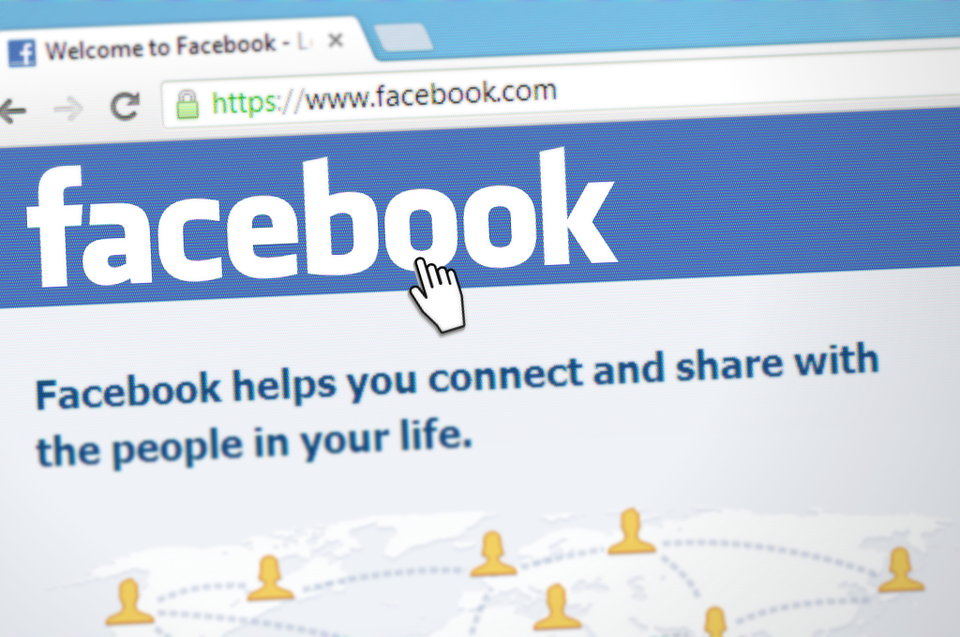 Welcome to Facebook -
https://www.facebook.com
facebook
Facebook helps you connect and share with
the people in your life.